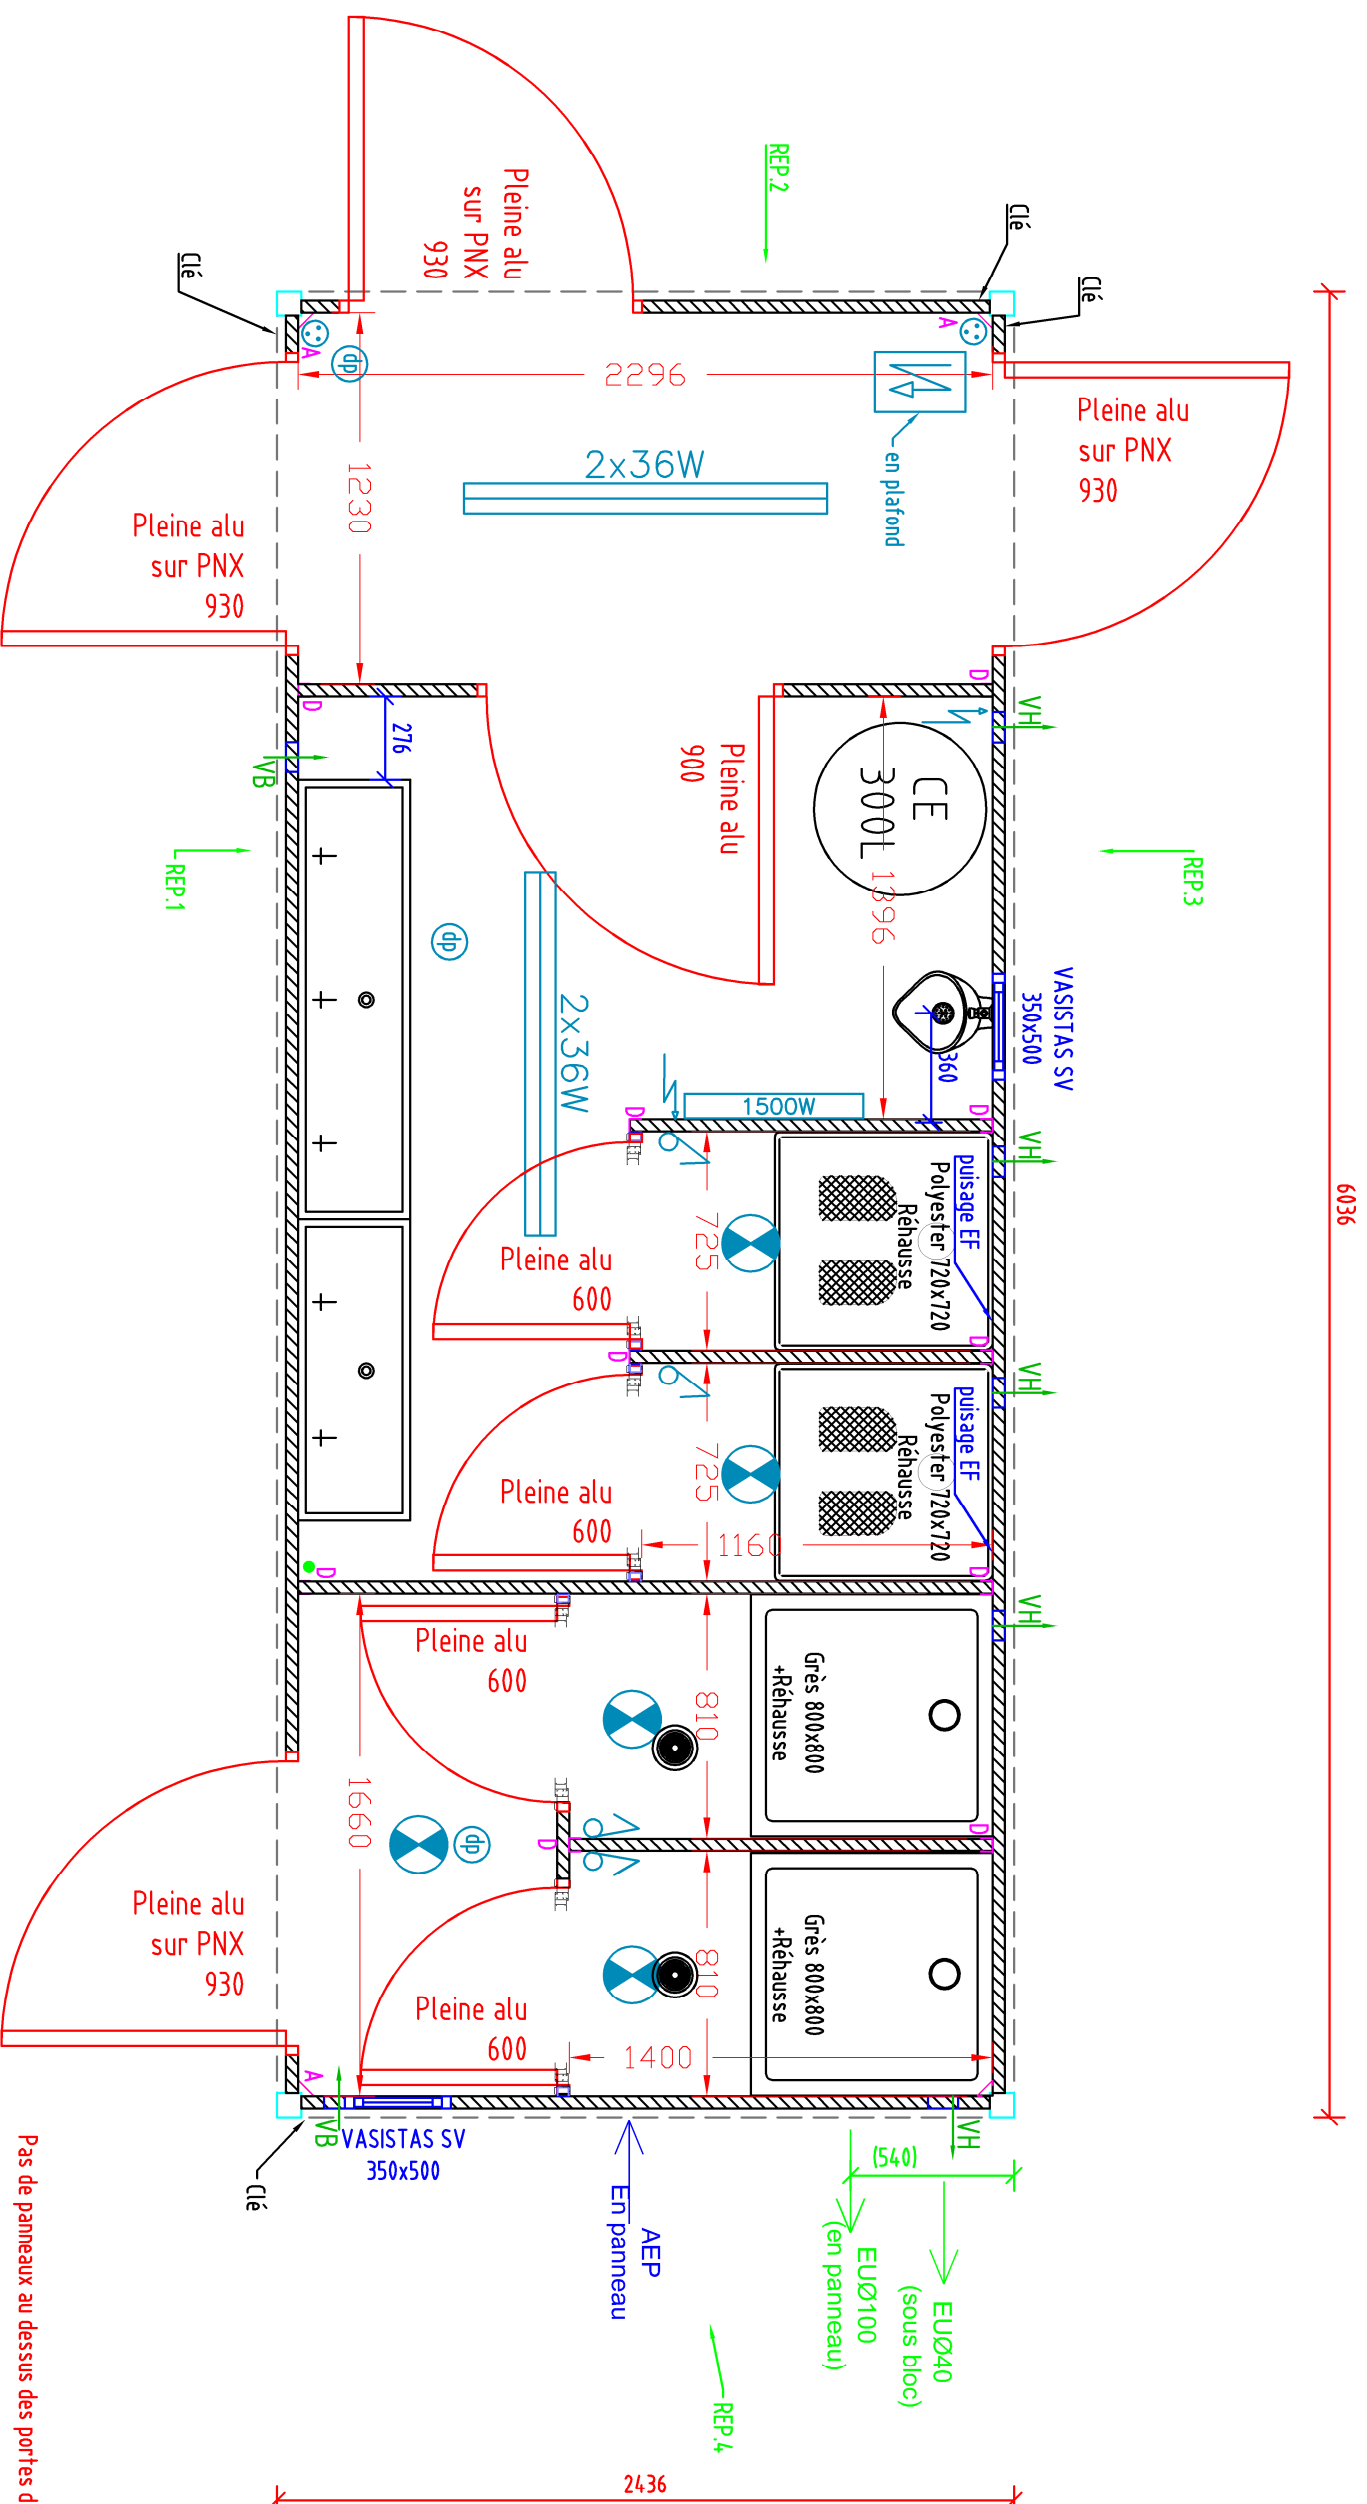 REP.2
Clé
Clé
Clé
Pleine alu
sur PNX
930
Pleine alu
sur PNX
930
Pleine alu
sur PNX
930
A
A
dp
2296
en plafond
2x36W
1230
D
D
VH
VB
276
Pleine alu
900
CE
300L
1396
REP.1
REP.3
dp
2x36W
VASISTAS SV
350x500
360
1500W
D
D
VH
6036
puisage EF
Polyester 720x720
Réhausse
725
Pleine alu
600
D
D
VH
puisage EF
Polyester 720x720
Réhausse
725
Pleine alu
600
1160
D
D
VH
Pleine alu
600
810
Grès 800x800
+Réhausse
1660
dp
D
D
Pleine alu
sur PNX
930
810
Grès 800x800
+Réhausse
Pleine alu
600
1400
A
VB
VASISTAS SV
350x500
VH
Clé
(540)
AEP
En panneau
EUØ100
(en panneau)
EUØ40
(sous bloc)
REP.4
2436
Pas de panneaux au dessus des portes d